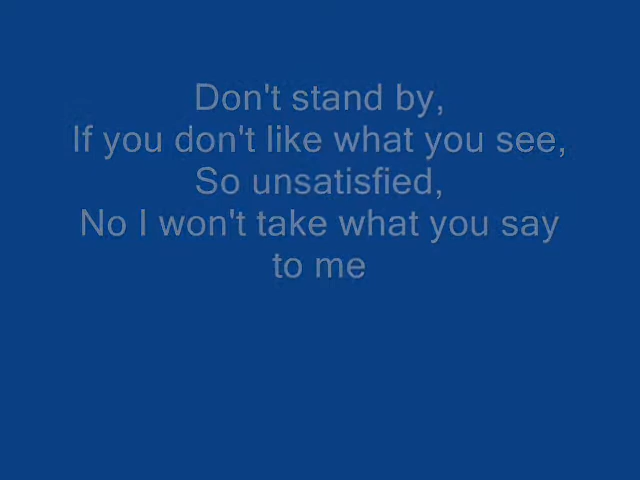 Don't stand by,
If you don't like what you see,
So unsatisfied,
No I won't take what you say
to me